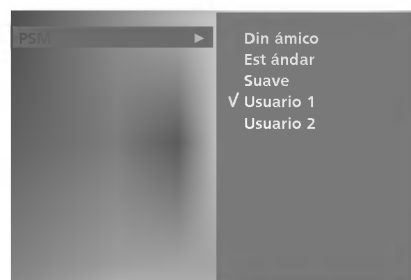 PSM ▶
Din ámico
Est ándar
Suave
√ Usuario 1
Usuario 2